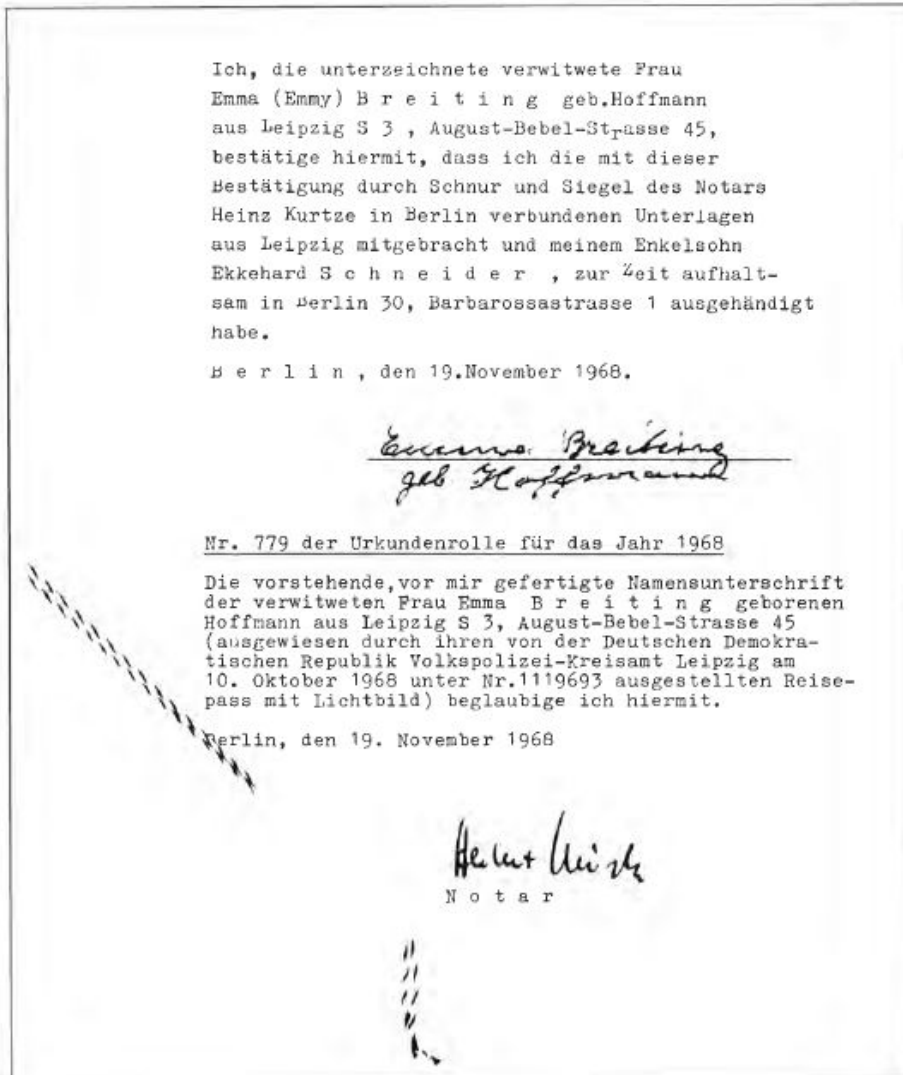 Ich, die unterzeichnete verwitwete Frau
Emma (Emmy) B r e i t i n g geb.Hoffmann
aus Leipzig S 3 , August-Bebel-Strasse 45,
bestätige hiermit, dass ich die mit dieser
Bestätigung durch Schnur und Siegel des Notars
Heinz Kurtze in Berlin verbundenen Unterlagen
aus Leipzig mitgebracht und meinem Enkelsohn
Ekkehard S c h n e i d e r , zur Zeit aufhalt-
sam in Berlin 30, Barbarossastrasse 1 ausgehändigt
habe.
B e r l i n , den 19.November 1968.
Emma Breiting
geb Hoffmann
Nr. 779 der Urkundenrolle für das Jahr 1968
Die vorstehende,vor mir gefertigte Namensunterschrift
der verwitweten Frau Emma B r e i t i n g geborenen
Hoffmann aus Leipzig S 3, August-Bebel-Strasse 45
(ausgewiesen durch ihren von der Deutschen Demokra-
tischen Republik Volkspolizei-Kreisamt Leipzig am
10. Oktober 1968 unter Nr.1119693 ausgestellten Reise-
pass mit Lichtbild) beglaubige ich hiermit.
Berlin, den 19. November 1968
N o t a r